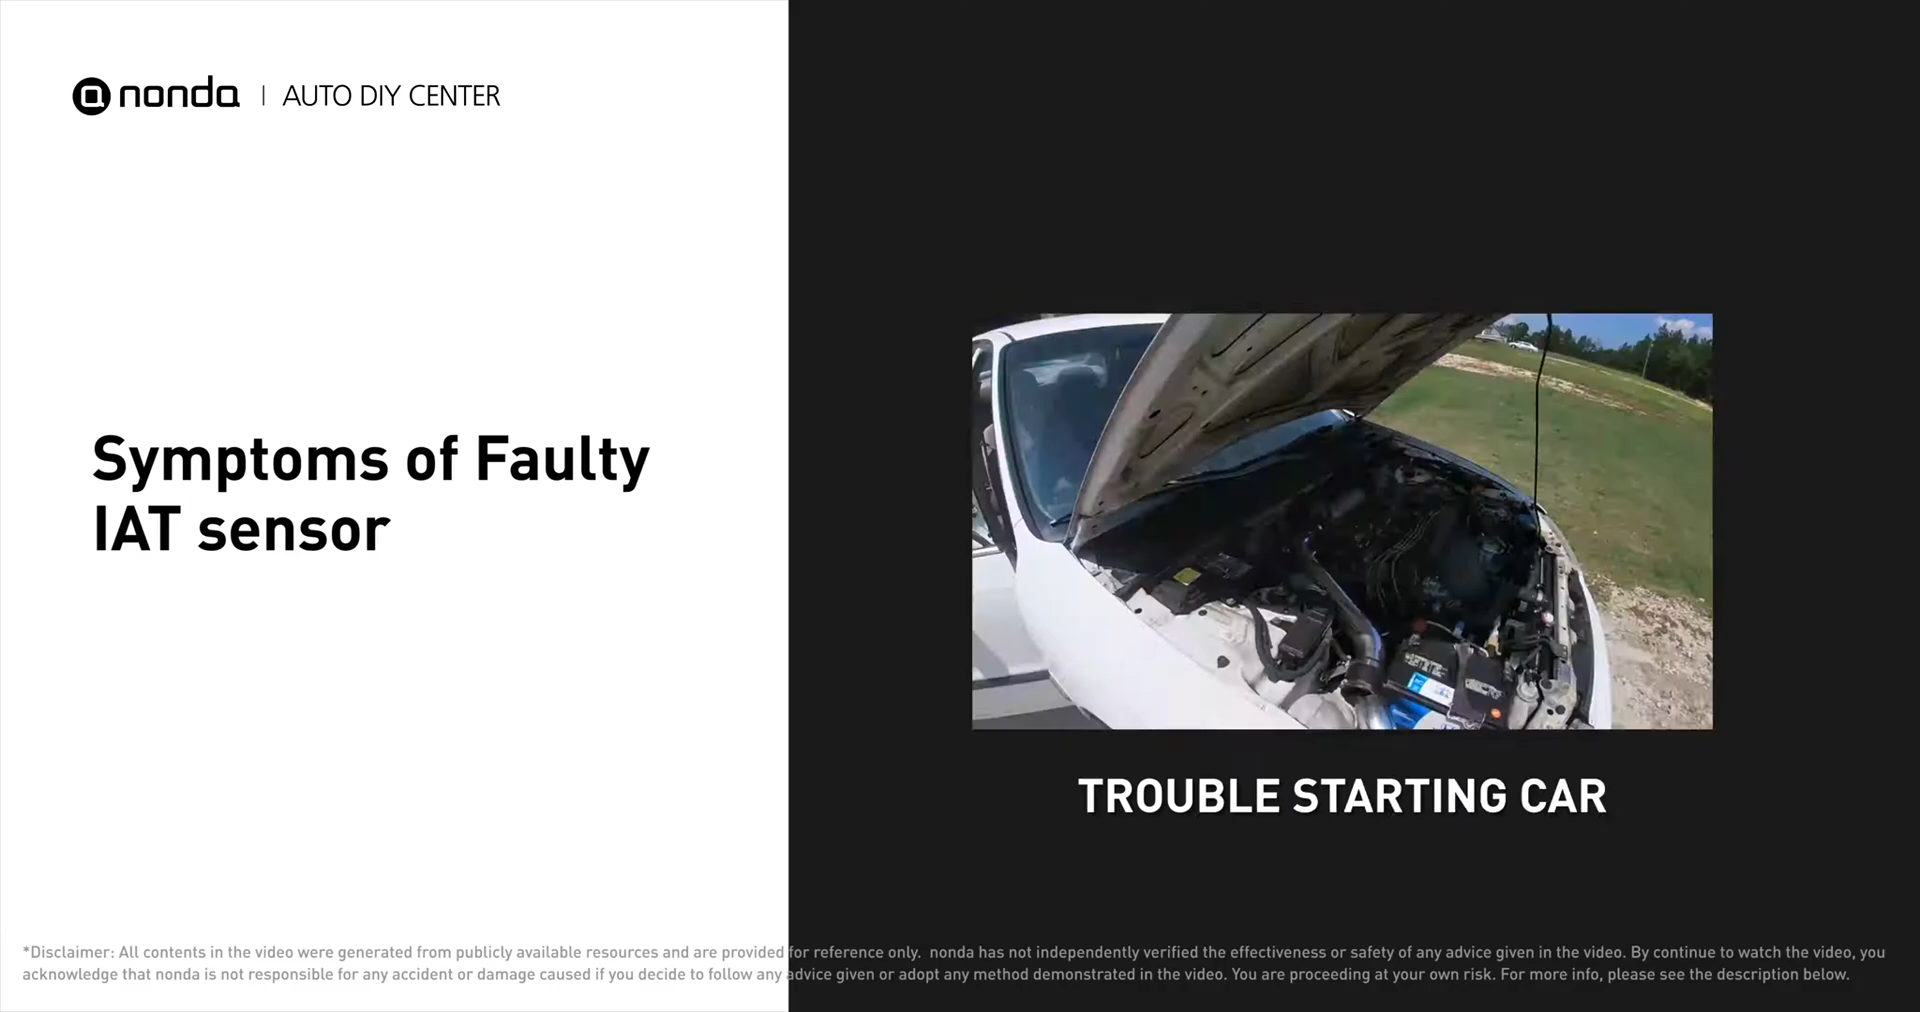 nonda | AUTO DIY CENTER
Symptoms of Faulty
IAT sensor
TROUBLE STARTING CAR
*Disclaimer: All contents in the video were generated from publicly available resources and are provided for reference only.  nonda has not independently verified the effectiveness or safety of any advice given in the video. By continue to watch the video, you
acknowledge that nonda is not responsible for any accident or damage caused if you decide to follow any advice given or adopt any method demonstrated in the video. You are proceeding at your own risk. For more info, please see the description below.